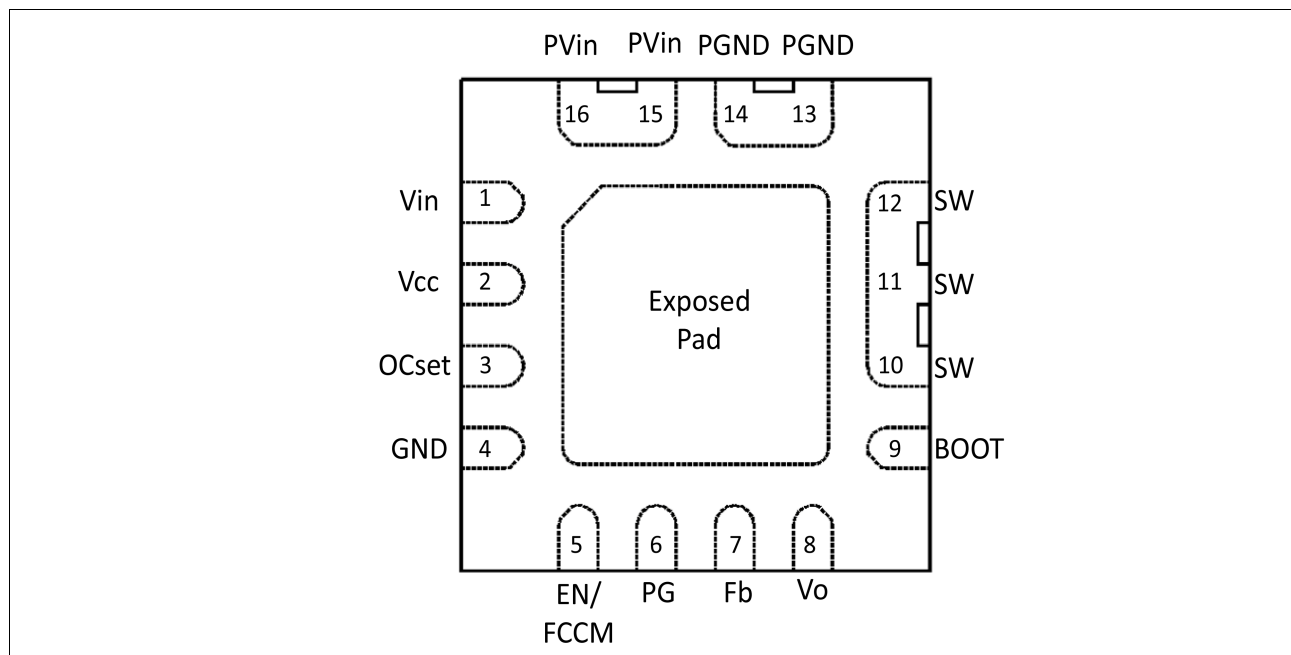 PVin PVin PGND PGND
16 15 14 13
Vin 1 12 SW
Vcc 2 11 SW
Exposed
Pad
OCset 3 10 SW
GND 4 9 BOOT
5 6 7 8
EN/ PG Fb Vo
FCCM